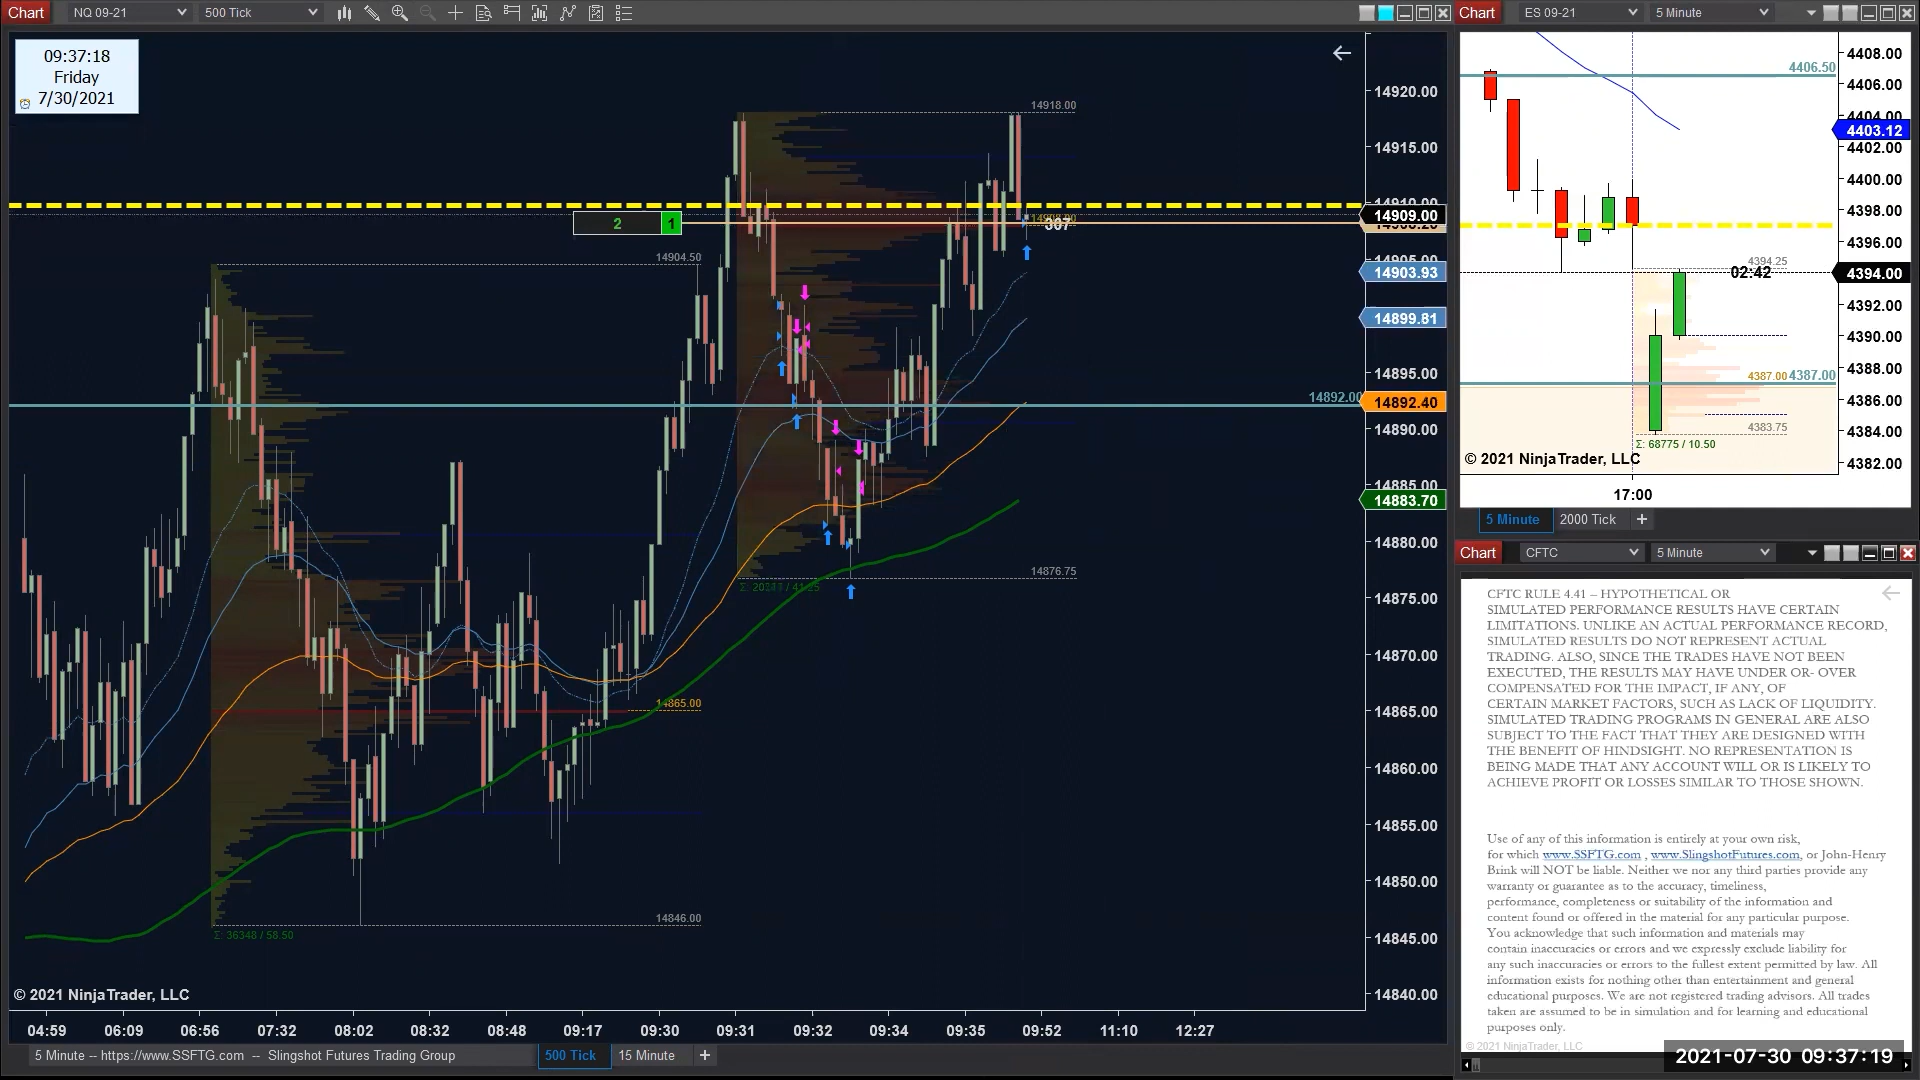 Chart NQ 09-21 500 Tick
09:37:18
Friday
7/30/2021
14918.00
14904.50
2 1
307
14892.00
14876.75
14865.00
14846.00
Σ: 36348 / 58.50
14920.00
14915.00
14909.00
14903.93
14899.81
14895.00
14892.40
14890.00
14885.00
14883.70
14880.00
14875.00
14870.00
14865.00
14860.00
14855.00
14850.00
14845.00
14840.00
© 2021 NinjaTrader, LLC
04:59 06:09 06:56 07:32 08:02 08:32 08:48 09:17 09:30 09:31 09:32 09:34 09:35 09:52 11:10 12:27
5 Minute -- https://www.SSFTG.com -- Slingshot Futures Trading Group 500 Tick 15 Minute +
Chart ES 09-21 5 Minute
4408.00
4406.50
4406.00
4404.00
4403.12
4402.00
4400.00
4398.00
4396.00
4394.25
02:42
4394.00
4392.00
4390.00
4388.00
4387.00 4387.00
4386.00
4383.75
4384.00
Σ: 68775 / 10.50
4382.00
© 2021 NinjaTrader, LLC
17:00
5 Minute 2000 Tick +
Chart CFTC 5 Minute
CFTC RULE 4.41 – HYPOTHETICAL OR
SIMULATED PERFORMANCE RESULTS HAVE CERTAIN
LIMITATIONS. UNLIKE AN ACTUAL PERFORMANCE RECORD,
SIMULATED RESULTS DO NOT REPRESENT ACTUAL
TRADING. ALSO, SINCE THE TRADES HAVE NOT BEEN
EXECUTED, THE RESULTS MAY HAVE UNDER OR- OVER
COMPENSATED FOR THE IMPACT, IF ANY, OF
CERTAIN MARKET FACTORS, SUCH AS LACK OF LIQUIDITY.
SIMULATED TRADING PROGRAMS IN GENERAL ARE ALSO
SUBJECT TO THE FACT THAT THEY ARE DESIGNED WITH
THE BENEFIT OF HINDSIGHT. NO REPRESENTATION IS
BEING MADE THAT ANY ACCOUNT WILL OR IS LIKELY TO
ACHIEVE PROFIT OR LOSSES SIMILAR TO THOSE SHOWN.
Use of any of this information is entirely at your own risk,
for which www.SSFTG.com , www.SlingshotFutures.com, or John-Henry
Brink will NOT be liable. Neither we nor any third parties provide any
warranty or guarantee as to the accuracy, timeliness,
performance, completeness or suitability of the information and
content found or offered in the material for any particular purpose.
You acknowledge that such information and materials may
contain inaccuracies or errors and we expressly exclude liability for
any such inaccuracies or errors to the fullest extent permitted by law. All
information exists for nothing other than entertainment and general
educational purposes. We are not registered trading advisors. All trades
taken are assumed to be in simulation and for learning and educational
purposes only.
© 2021 NinjaTrader, LLC
2021-07-30 09:37:19